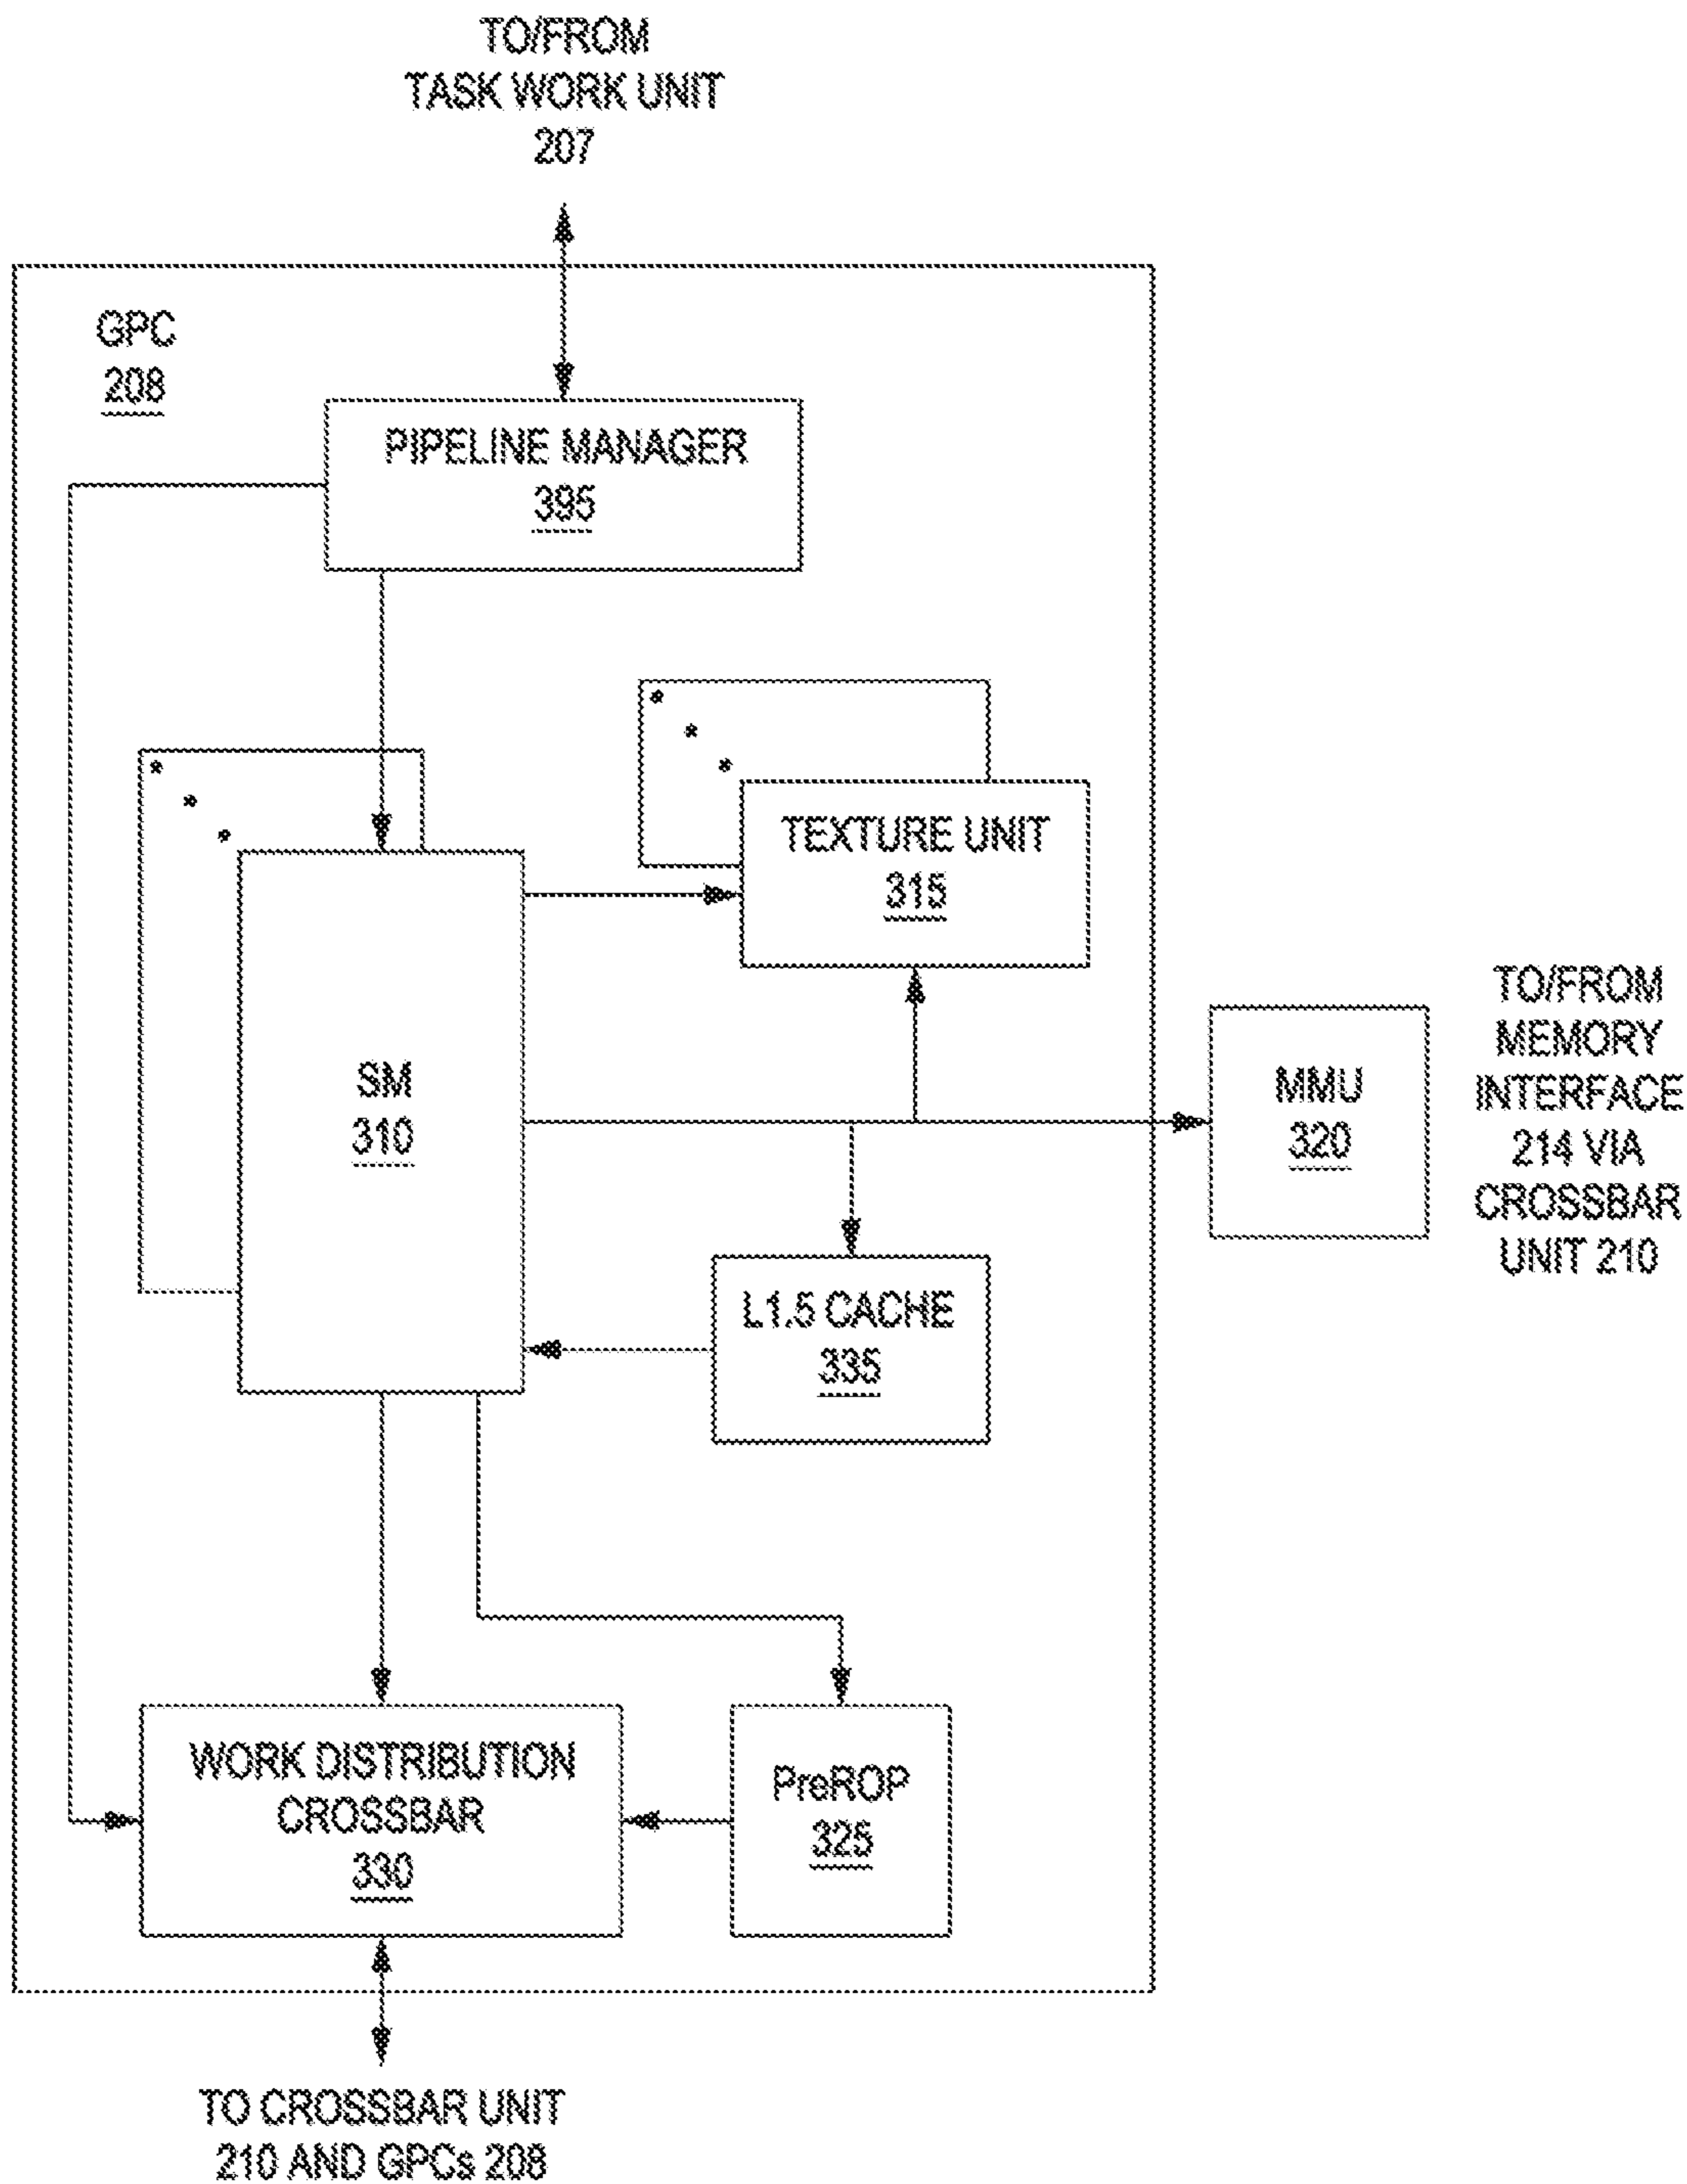 TO/FROM
TASK WORK UNIT
207
GPC
208
PIPELINE MANAGER
395
TEXTURE UNIT
315
SM
310
MMU
320
TO/FROM
MEMORY
INTERFACE
214 VIA
CROSSBAR
UNIT 210
L1.5 CACHE
335
WORK DISTRIBUTION
CROSSBAR
330
PreROP
325
TO CROSSBAR UNIT
210 AND GPCs 208